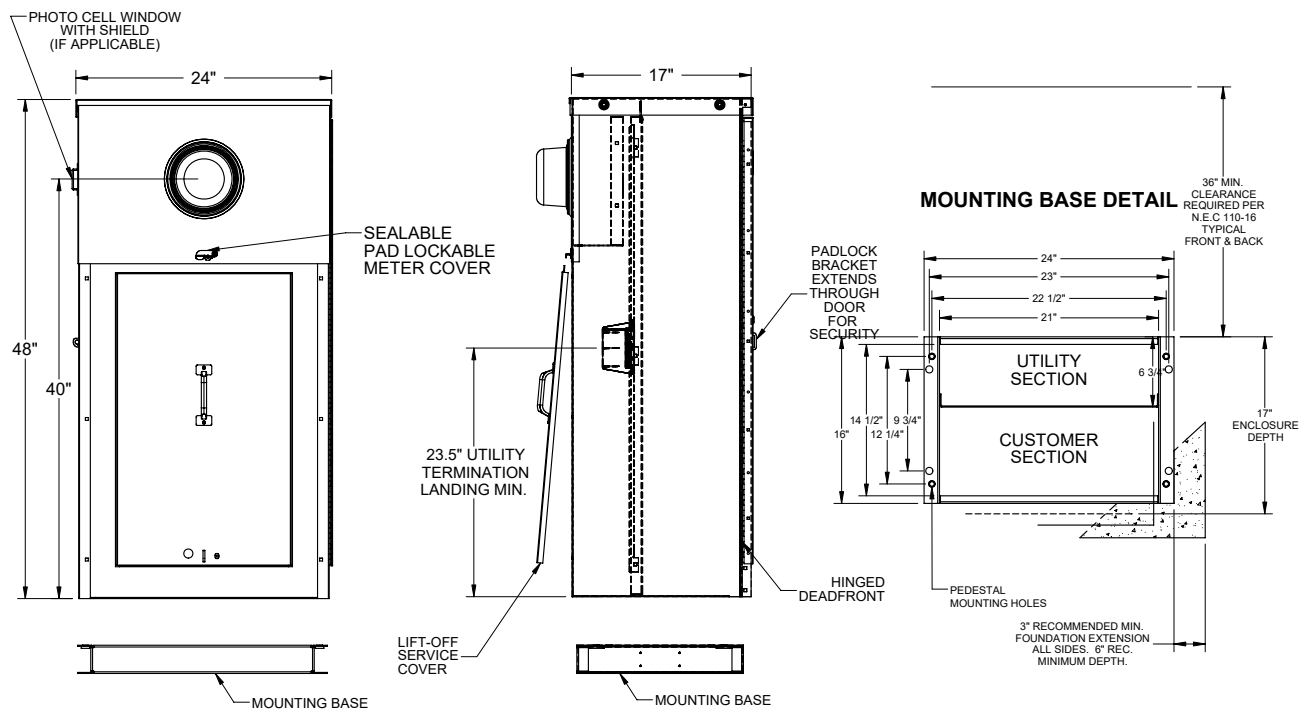 PHOTO CELL WINDOW
WITH SHIELD
(IF APPLICABLE)
24"
48"
40"
SEALABLE
PAD LOCKABLE
METER COVER
MOUNTING BASE
17"
23.5" UTILITY
TERMINATION
LANDING MIN.
LIFT-OFF
SERVICE
COVER
MOUNTING BASE
HINGED
DEADFRONT
PADLOCK
BRACKET
EXTENDS
THROUGH
DOOR
FOR
SECURITY
MOUNTING BASE DETAIL
36" MIN.
CLEARANCE
REQUIRED PER
N.E.C 110-16
TYPICAL
FRONT & BACK
24"
23"
22 1/2"
21"
UTILITY
SECTION
6 3/4"
CUSTOMER
SECTION
16"
14 1/2"
12 1/4"
9 3/4"
17"
ENCLOSURE
DEPTH
PEDESTAL
MOUNTING HOLES
3" RECOMMENDED MIN.
FOUNDATION EXTENSION
ALL SIDES. 6" REC.
MINIMUM DEPTH.